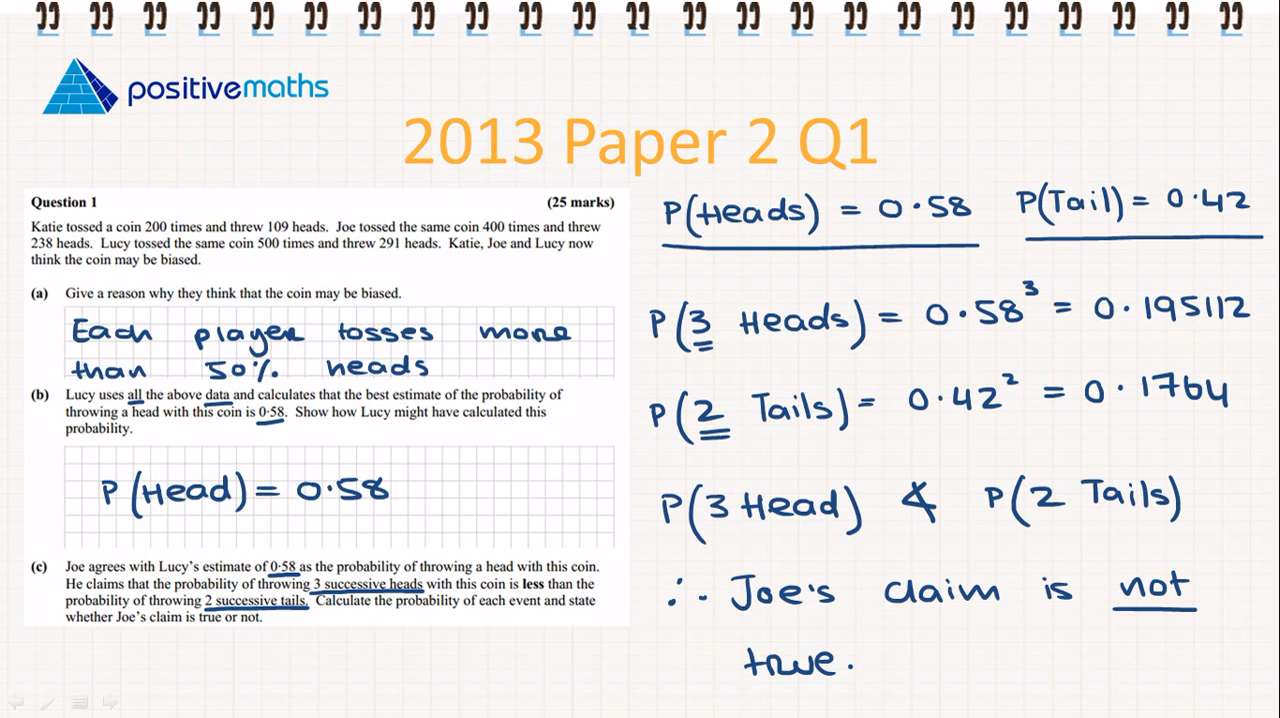 positivemaths
2013 Paper 2 Q1
Question 1 (25 marks)
Katie tossed a coin 200 times and threw 109 heads. Joe tossed the same coin 400 times and threw
238 heads. Lucy tossed the same coin 500 times and threw 291 heads. Katie, Joe and Lucy now
think the coin may be biased.
(a) Give a reason why they think that the coin may be biased.
Each player tosses more
than 50% heads
(b) Lucy uses all the above data and calculates that the best estimate of the probability of
throwing a head with this coin is 0·58. Show how Lucy might have calculated this
probability.
P(Head) = 0·58
(c) Joe agrees with Lucy's estimate of 0·58 as the probability of throwing a head with this coin.
He claims that the probability of throwing 3 successive heads with this coin is less than the
probability of throwing 2 successive tails. Calculate the probability of each event and state
whether Joe's claim is true or not.
P(Heads) = 0·58 P(Tail) = 0·42
P(3 Heads) = 0·58³ = 0·195112
P(2 Tails) = 0·42² = 0·1764
P(3 Head) ≮ P(2 Tails)
∴ Joe's claim is not
true.